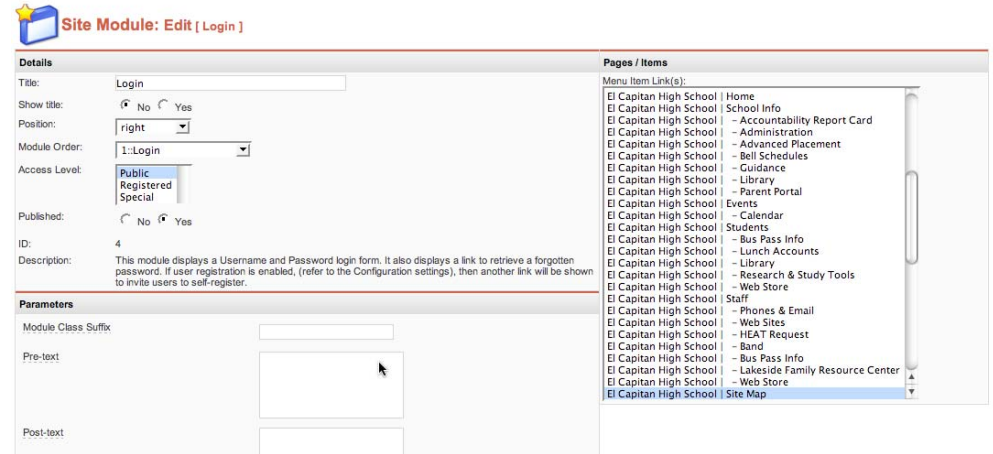 Site Module: Edit [ Login ]
Details
Title: Login
Show title: No Yes
Position: right
Module Order: 1::Login
Access Level: Public
Registered
Special
Published: No Yes
ID: 4
Description: This module displays a Username and Password login form. It also displays a link to retrieve a forgotten
password. If user registration is enabled, (refer to the Configuration settings), then another link will be shown
to invite users to self-register.
Parameters
Module Class Suffix
Pre-text
Post-text
Pages / Items
Menu Item Link(s):
El Capitan High School | Home
El Capitan High School | School Info
El Capitan High School | - Accountability Report Card
El Capitan High School | - Administration
El Capitan High School | - Advanced Placement
El Capitan High School | - Bell Schedules
El Capitan High School | - Guidance
El Capitan High School | - Library
El Capitan High School | - Parent Portal
El Capitan High School | Events
El Capitan High School | - Calendar
El Capitan High School | Students
El Capitan High School | - Bus Pass Info
El Capitan High School | - Lunch Accounts
El Capitan High School | - Library
El Capitan High School | - Research & Study Tools
El Capitan High School | - Web Store
El Capitan High School | Staff
El Capitan High School | - Phones & Email
El Capitan High School | - Web Sites
El Capitan High School | - HEAT Request
El Capitan High School | - Band
El Capitan High School | - Bus Pass Info
El Capitan High School | - Lakeside Family Resource Center
El Capitan High School | - Web Store
El Capitan High School | Site Map